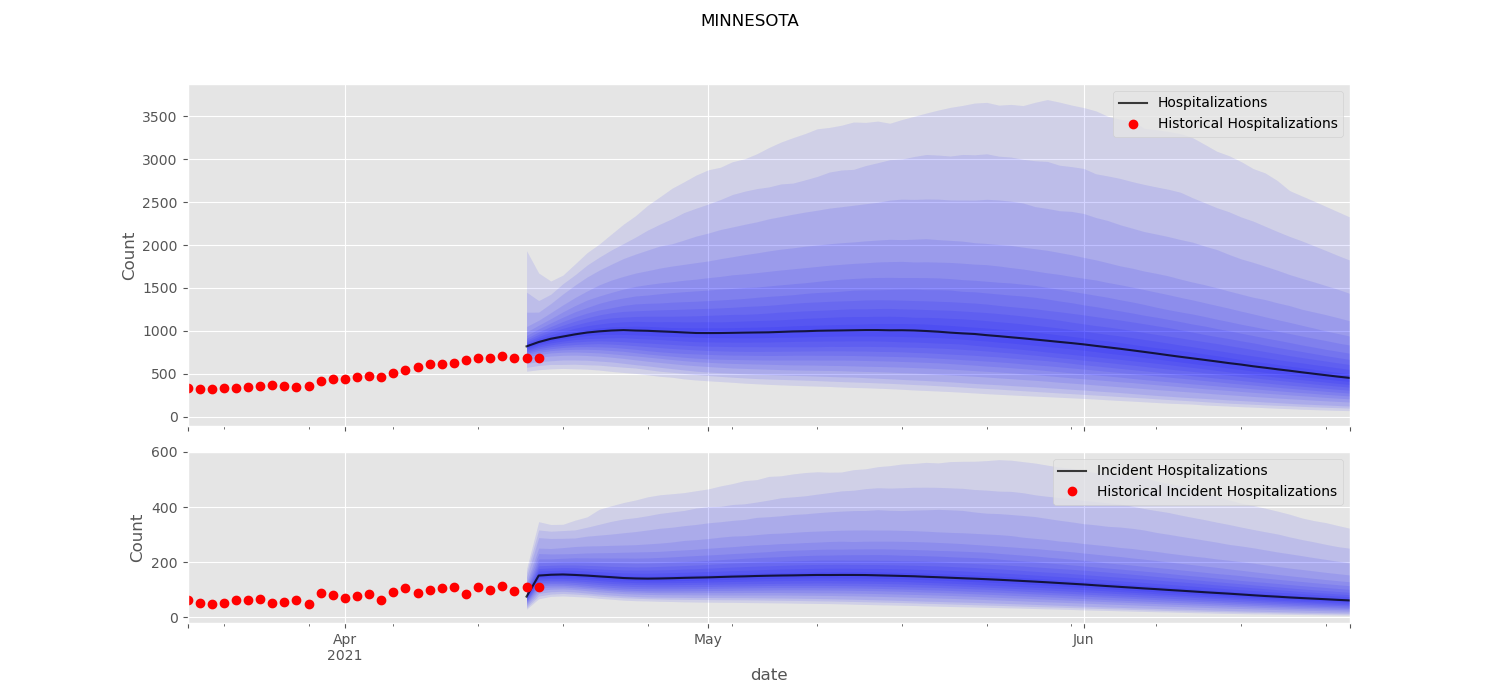 MINNESOTA
Hospitalizations
Historical Hospitalizations
3500
3000
2500
2000
1500
1000
500
0
Count
Incident Hospitalizations
Historical Incident Hospitalizations
600
400
200
0
Count
Apr
2021
May
Jun
date